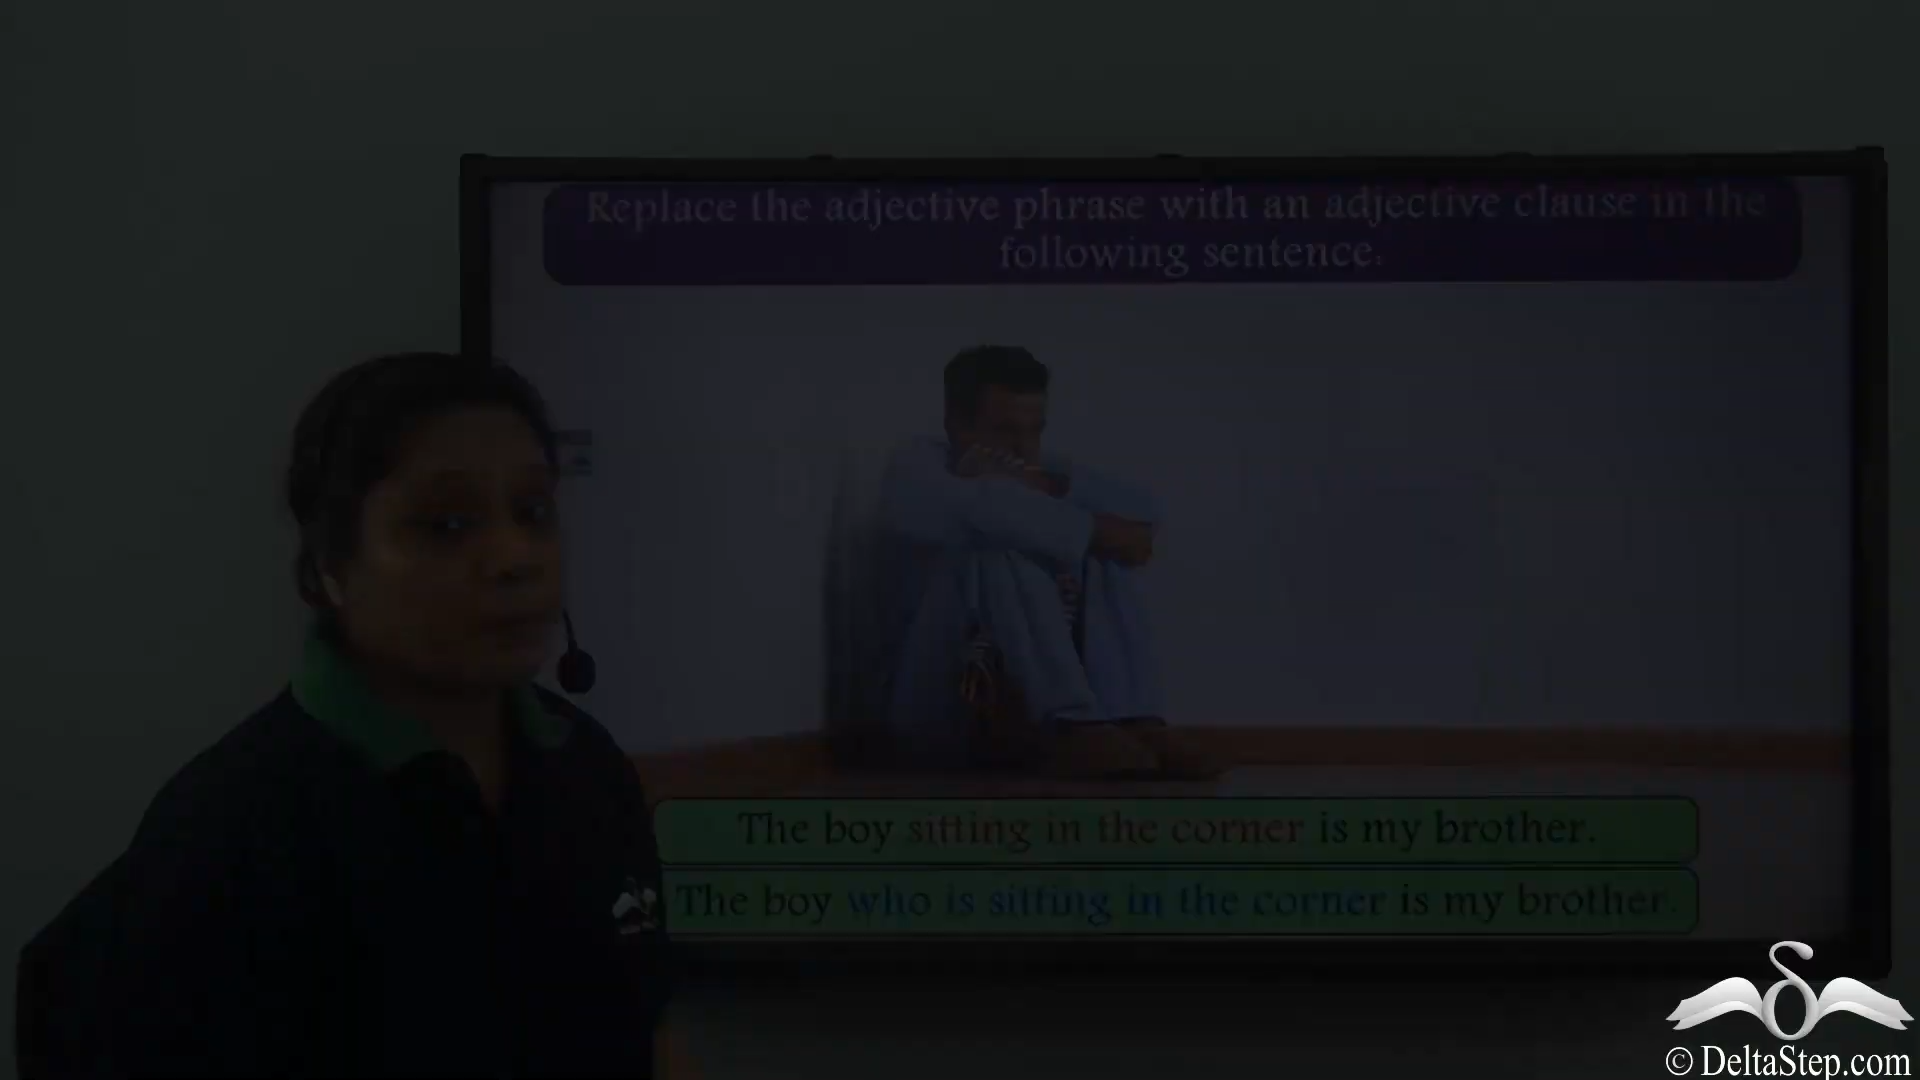 Replace the adjective phrase with an adjective clause in the
following sentence:
The boy sitting in the corner is my brother.
The boy who is sitting in the corner is my brother.
© DeltaStep.com